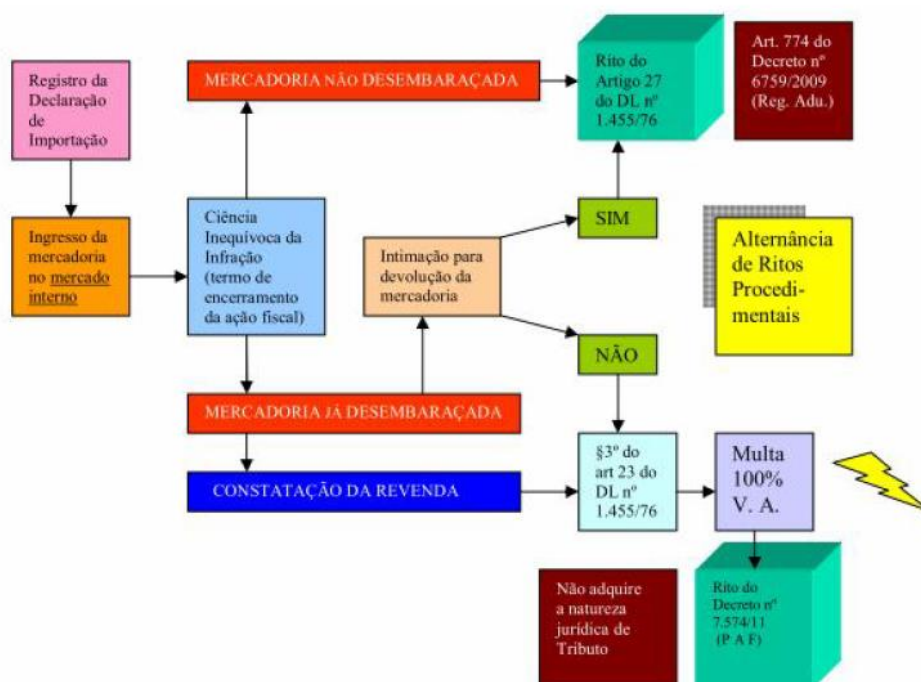 MERCADORIA NÃO DESEMBARAÇADA
Rito do
Artigo 27
do DL nº
1.455/76
Art. 774 do
Decreto nº
6759/2009
(Reg. Adu.)
Registro da
Declaração
de
Importação
Ingresso da
mercadoria
no mercado
interno
Ciência
Inequívoca da
Infração
(termo de
encerramento
da ação fiscal)
Intimação para
devolução da
mercadoria
SIM
NÃO
Alternância
de Ritos
Procedi-
mentais
MERCADORIA JÁ DESEMBARAÇADA
CONSTATAÇÃO DA REVENDA
§3º do
art 23 do
DL nº
1.455/76
Multa
100%
V. A.
Não adquire
a natureza
jurídica de
Tributo
Rito do
Decreto nº
7.574/11
(P A F)